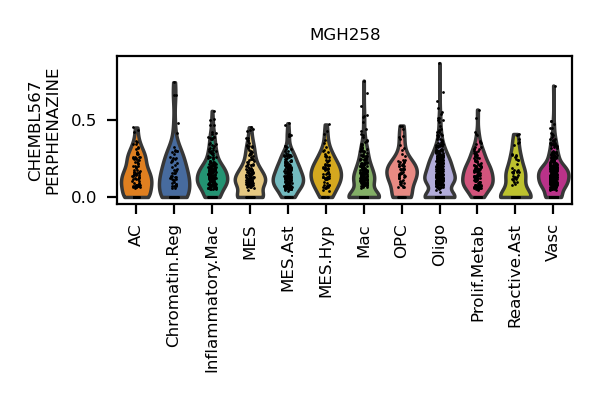 MGH258
CHEMBL567
PERPHENAZINE
0.5
0.0
AC
Chromatin.Reg
Inflammatory.Mac
MES
MES.Ast
MES.Hyp
Mac
OPC
Oligo
Prolif.Metab
Reactive.Ast
Vasc